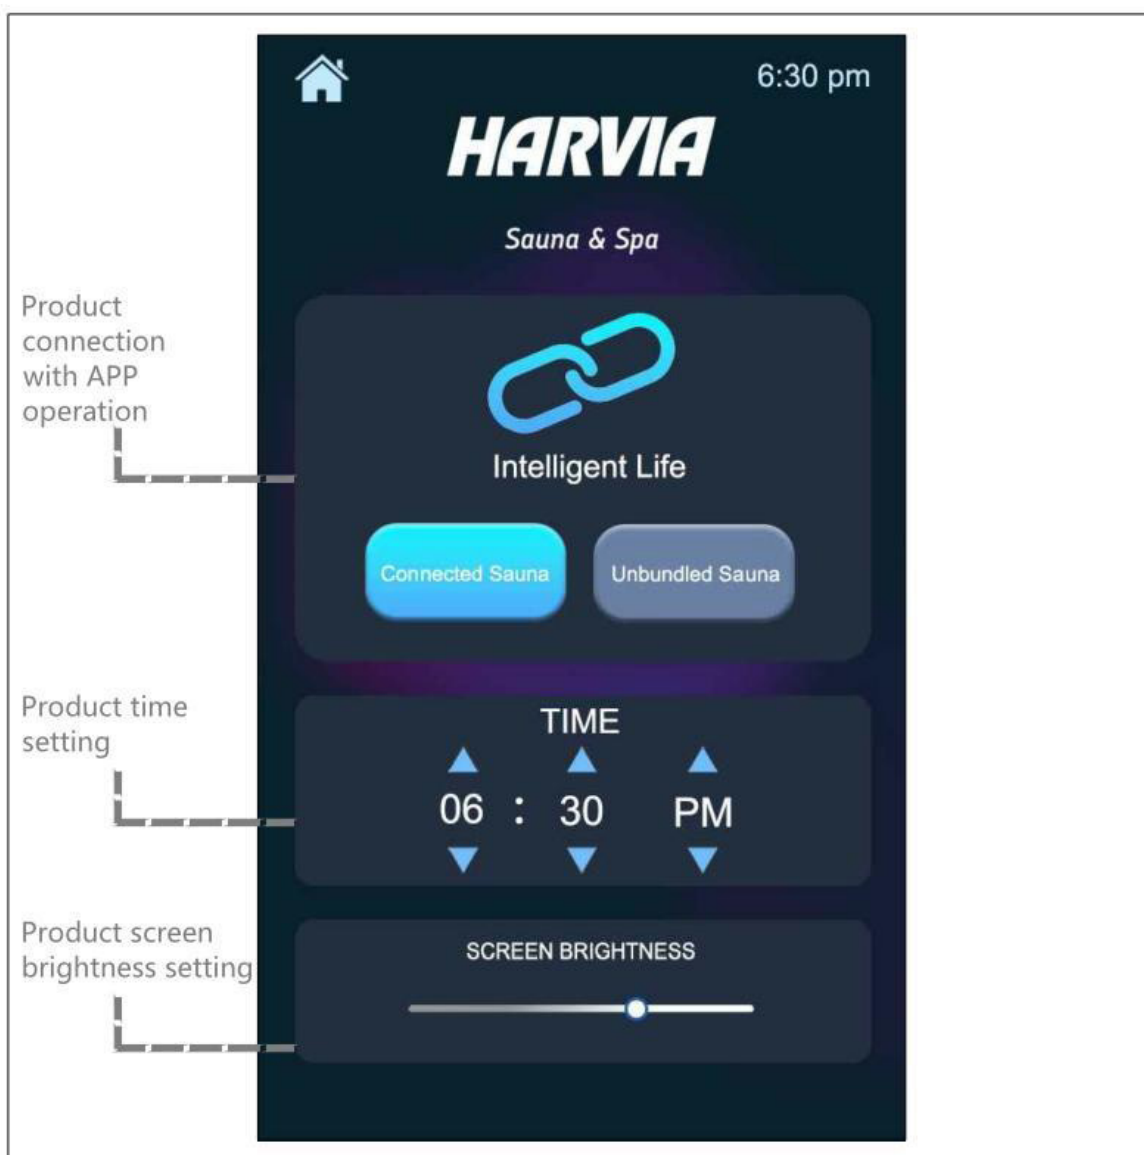 6:30 pm
HARVIA
Sauna & Spa
Product
connection
with APP
operation
Intelligent Life
Connected Sauna
Unbundled Sauna
Product time
setting
TIME
06 : 30 PM
Product screen
brightness setting
SCREEN BRIGHTNESS